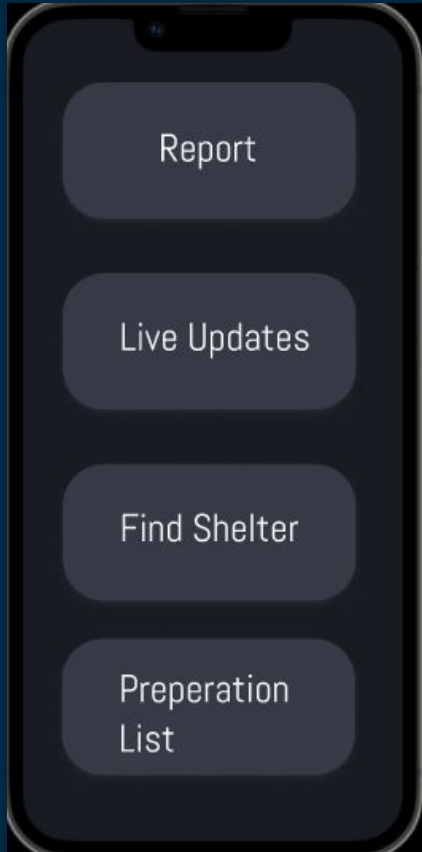 Report
Live Updates
Find Shelter
Preperation
List